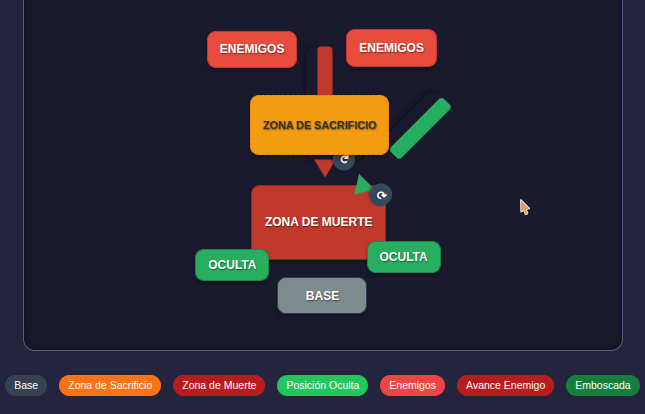 ENEMIGOS
ENEMIGOS
ZONA DE SACRIFICIO
ZONA DE MUERTE
OCULTA
OCULTA
BASE
Base
Zona de Sacrificio
Zona de Muerte
Posición Oculta
Enemigos
Avance Enemigo
Emboscada